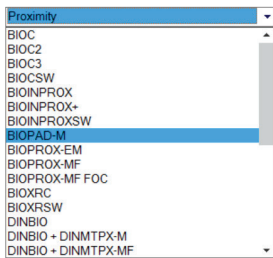 Proximity
BIOC
BIOC2
BIOC3
BIOCSW
BIOINPROX
BIOINPROX+
BIOINPROXSW
BIOPAD-M
BIOPROX-EM
BIOPROX-MF
BIOPROX-MF FOC
BIOXRC
BIOXRSW
DINBIO
DINBIO + DINMTPX-M
DINBIO + DINMTPX-MF